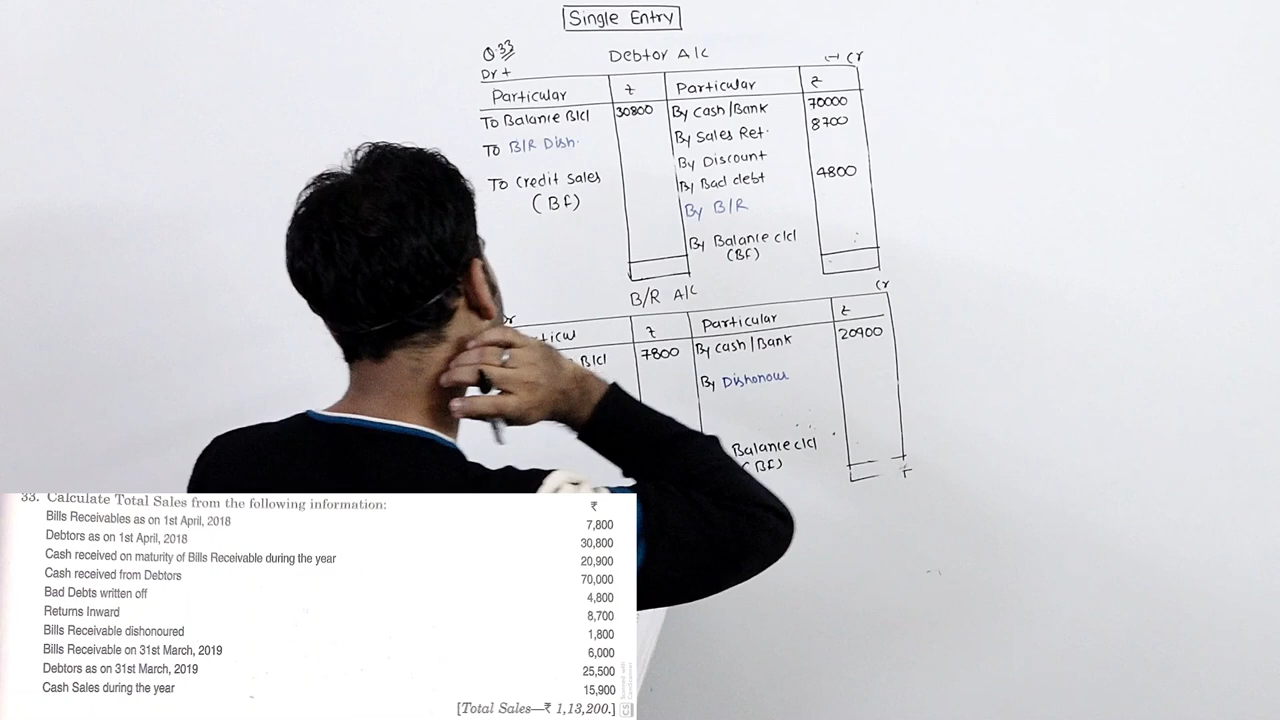 Single Entry
Q.33
Debtor A/c
Dr + Cr
Particular ₹ Particular ₹
To Balance B/d 30800 By Cash/Bank 70000
To B/R Dish. By Sales Ret. 8700
By Discount
To Credit Sales By Bad debt 4800
(Bf) By B/R
By Balance c/d
(BF)
B/R A/c
Cr
₹ Particular ₹
B/d 7800 By Cash/Bank 20900
By Dishonour
Balance c/d
(Bf)
33. Calculate Total Sales from the following information: ₹
Bills Receivables as on 1st April, 2018 7,800
Debtors as on 1st April, 2018 30,800
Cash received on maturity of Bills Receivable during the year 20,900
Cash received from Debtors 70,000
Bad Debts written off 4,800
Returns Inward 8,700
Bills Receivable dishonoured 1,800
Bills Receivable on 31st March, 2019 6,000
Debtors as on 31st March, 2019 25,500
Cash Sales during the year 15,900
[Total Sales—₹ 1,13,200.]
CS
Scanned with
CamScanner